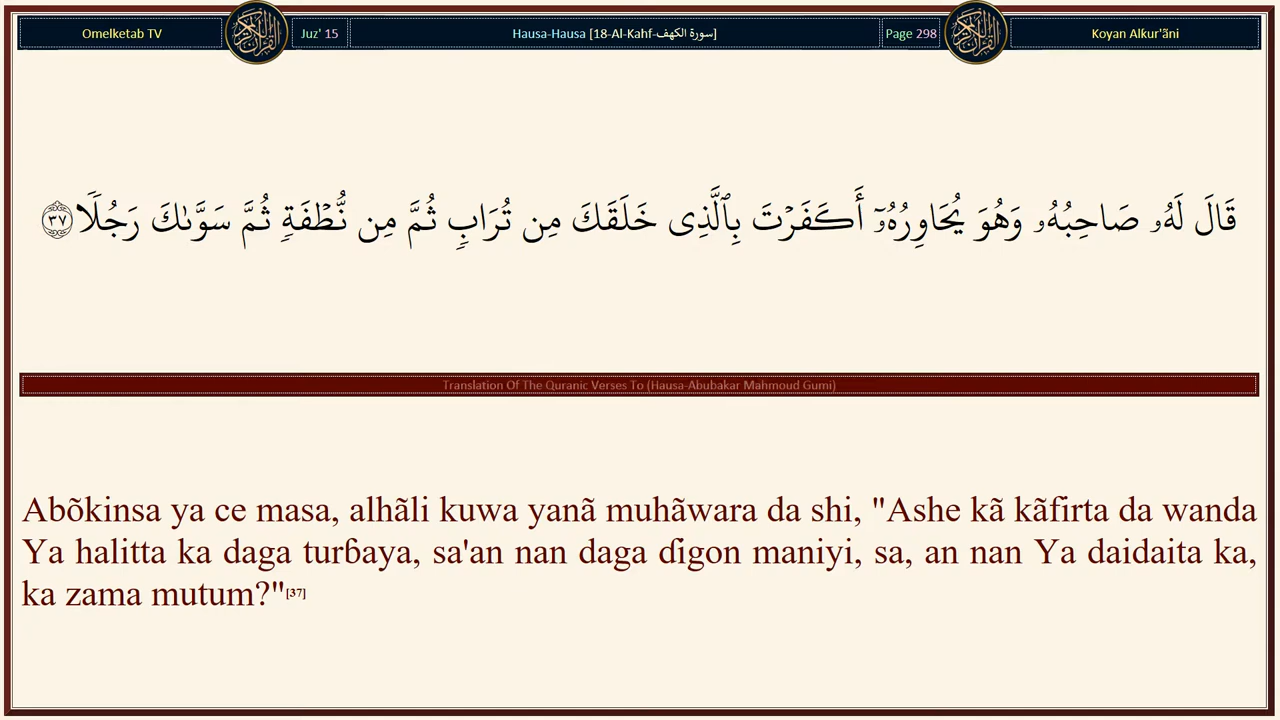 Omelketab TV
Juz' 15
Hausa-Hausa [18-Al-Kahf-سورة الكهف]
Page 298
Koyan Alƙur'ãni
قَالَ لَهُۥ صَاحِبُهُۥ وَهُوَ يُحَاوِرُهُۥٓ أَكَفَرۡتَ بِٱلَّذِى خَلَقَكَ مِن تُرَابٍۢ ثُمَّ مِن نُّطۡفَةٍۢ ثُمَّ سَوَّىٰكَ رَجُلًۭا ٣٧
Translation Of The Quranic Verses To (Hausa-Abubakar Mahmoud Gumi)
Abõkinsa ya ce masa, alhãli kuwa yanã muhãwara da shi, "Ashe kã kãfirta da wanda
Ya halitta ka daga turɓaya, sa'an nan daga ɗigon maniyi, sa, an nan Ya daidaita ka,
ka zama mutum?"[37]